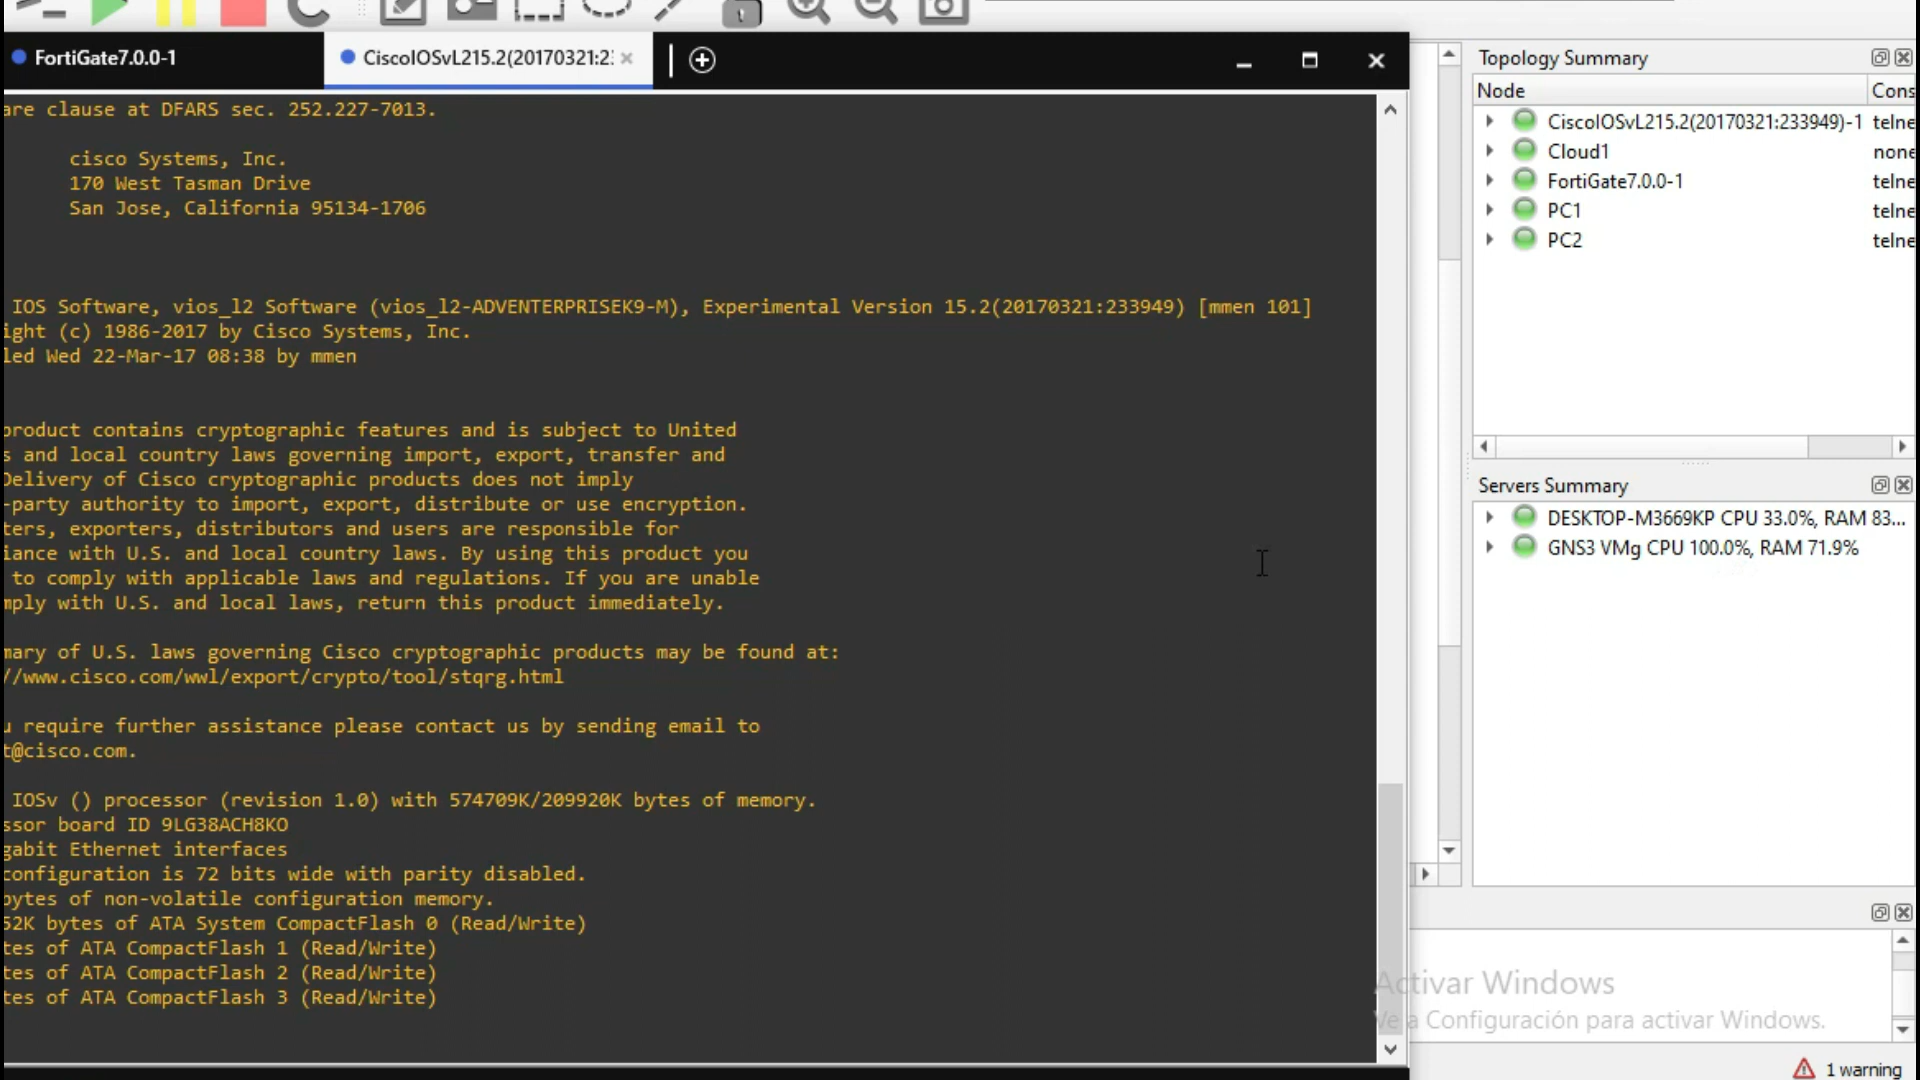 FortiGate7.0.0-1
CiscoIOSvL215.2(20170321:2
are clause at DFARS sec. 252.227-7013.
cisco Systems, Inc.
170 West Tasman Drive
San Jose, California 95134-1706
IOS Software, vios_l2 Software (vios_l2-ADVENTERPRISEK9-M), Experimental Version 15.2(20170321:233949) [mmen 101]
ight (c) 1986-2017 by Cisco Systems, Inc.
led Wed 22-Mar-17 08:38 by mmen
product contains cryptographic features and is subject to United
s and local country laws governing import, export, transfer and
Delivery of Cisco cryptographic products does not imply
-party authority to import, export, distribute or use encryption.
ters, exporters, distributors and users are responsible for
iance with U.S. and local country laws. By using this product you
to comply with applicable laws and regulations. If you are unable
mply with U.S. and local laws, return this product immediately.
mary of U.S. laws governing Cisco cryptographic products may be found at:
//www.cisco.com/wwl/export/crypto/tool/stqrg.html
u require further assistance please contact us by sending email to
t@cisco.com.
IOSv () processor (revision 1.0) with 574709K/209920K bytes of memory.
ssor board ID 9LG38ACH8KO
gabit Ethernet interfaces
configuration is 72 bits wide with parity disabled.
bytes of non-volatile configuration memory.
52K bytes of ATA System CompactFlash 0 (Read/Write)
tes of ATA CompactFlash 1 (Read/Write)
tes of ATA CompactFlash 2 (Read/Write)
tes of ATA CompactFlash 3 (Read/Write)
Topology Summary
Node Cons
CiscoIOSvL215.2(20170321:233949)-1 telne
Cloud1 none
FortiGate7.0.0-1 telne
PC1 telne
PC2 telne
Servers Summary
DESKTOP-M3669KP CPU 33.0%, RAM 83...
GNS3 VMg CPU 100.0%, RAM 71.9%
Activar Windows
Ve a Configuración para activar Windows.
1 warning